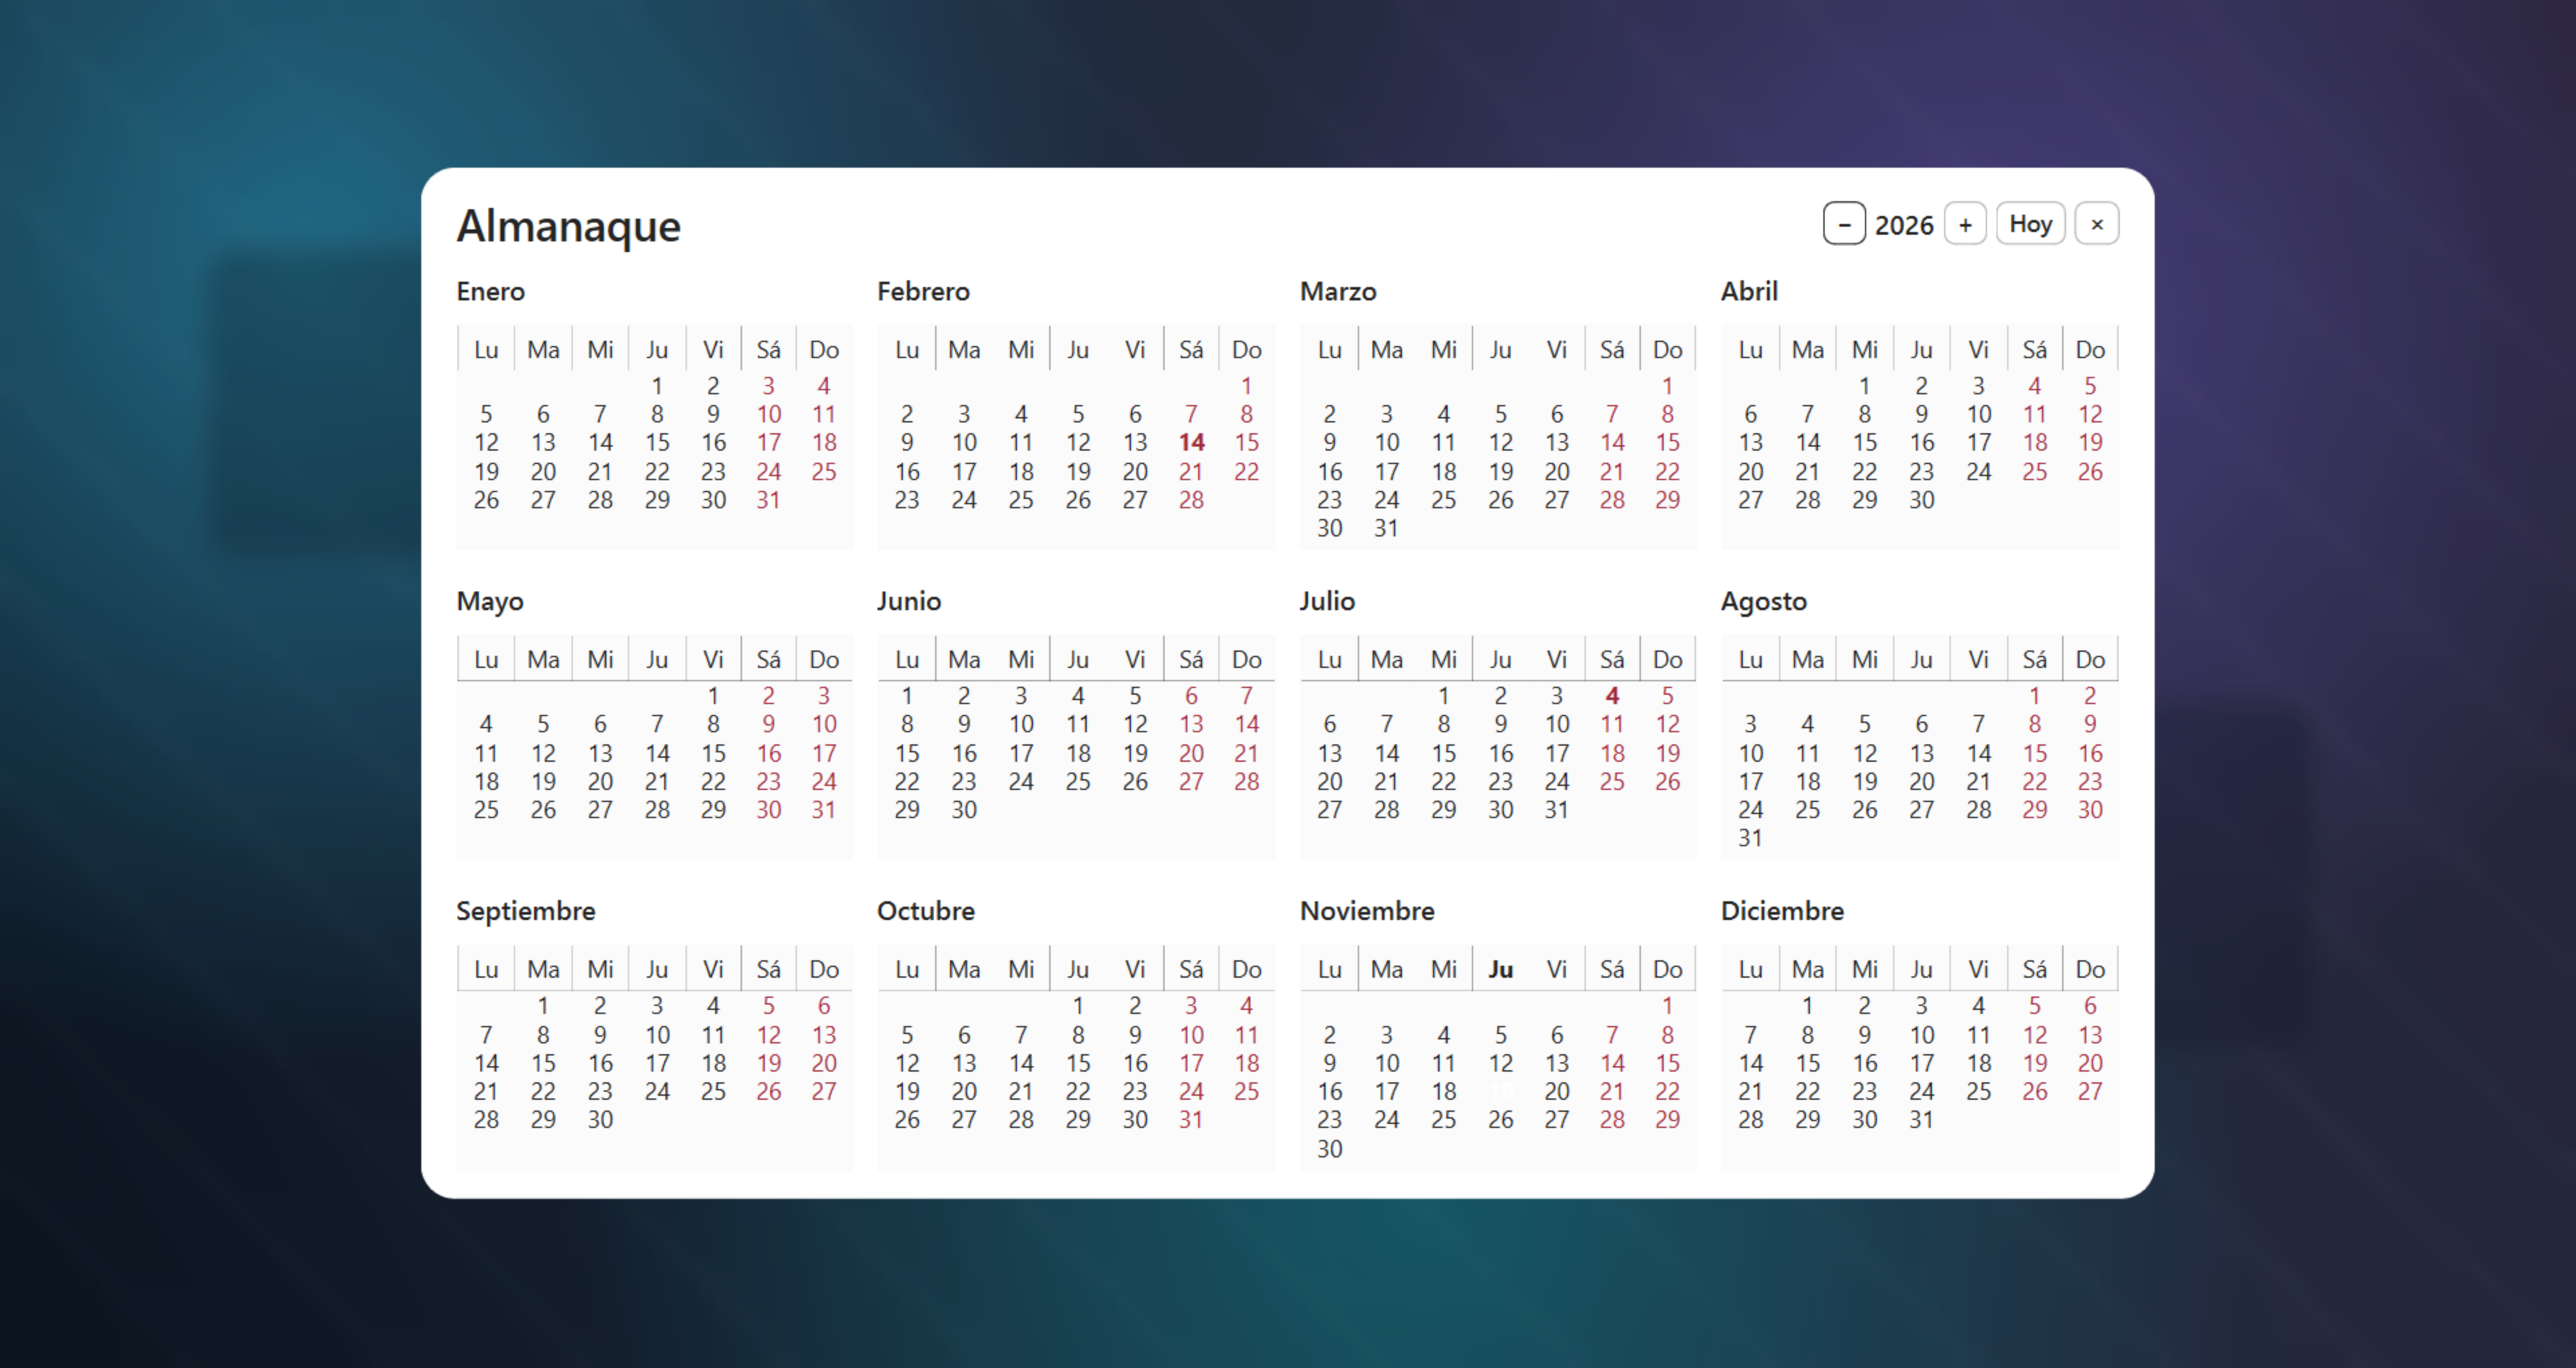 Almanaque
− 2026 + Hoy ×
Enero
Lu Ma Mi Ju Vi Sá Do
1 2 3 4
5 6 7 8 9 10 11
12 13 14 15 16 17 18
19 20 21 22 23 24 25
26 27 28 29 30 31
Febrero
Lu Ma Mi Ju Vi Sá Do
1
2 3 4 5 6 7 8
9 10 11 12 13 14 15
16 17 18 19 20 21 22
23 24 25 26 27 28
Marzo
Lu Ma Mi Ju Vi Sá Do
1
2 3 4 5 6 7 8
9 10 11 12 13 14 15
16 17 18 19 20 21 22
23 24 25 26 27 28 29
30 31
Abril
Lu Ma Mi Ju Vi Sá Do
1 2 3 4 5
6 7 8 9 10 11 12
13 14 15 16 17 18 19
20 21 22 23 24 25 26
27 28 29 30
Mayo
Lu Ma Mi Ju Vi Sá Do
1 2 3
4 5 6 7 8 9 10
11 12 13 14 15 16 17
18 19 20 21 22 23 24
25 26 27 28 29 30 31
Junio
Lu Ma Mi Ju Vi Sá Do
1 2 3 4 5 6 7
8 9 10 11 12 13 14
15 16 17 18 19 20 21
22 23 24 25 26 27 28
29 30
Julio
Lu Ma Mi Ju Vi Sá Do
1 2 3 4 5
6 7 8 9 10 11 12
13 14 15 16 17 18 19
20 21 22 23 24 25 26
27 28 29 30 31
Agosto
Lu Ma Mi Ju Vi Sá Do
1 2
3 4 5 6 7 8 9
10 11 12 13 14 15 16
17 18 19 20 21 22 23
24 25 26 27 28 29 30
31
Septiembre
Lu Ma Mi Ju Vi Sá Do
1 2 3 4 5 6
7 8 9 10 11 12 13
14 15 16 17 18 19 20
21 22 23 24 25 26 27
28 29 30
Octubre
Lu Ma Mi Ju Vi Sá Do
1 2 3 4
5 6 7 8 9 10 11
12 13 14 15 16 17 18
19 20 21 22 23 24 25
26 27 28 29 30 31
Noviembre
Lu Ma Mi Ju Vi Sá Do
1
2 3 4 5 6 7 8
9 10 11 12 13 14 15
16 17 18 19 20 21 22
23 24 25 26 27 28 29
30
Diciembre
Lu Ma Mi Ju Vi Sá Do
1 2 3 4 5 6
7 8 9 10 11 12 13
14 15 16 17 18 19 20
21 22 23 24 25 26 27
28 29 30 31